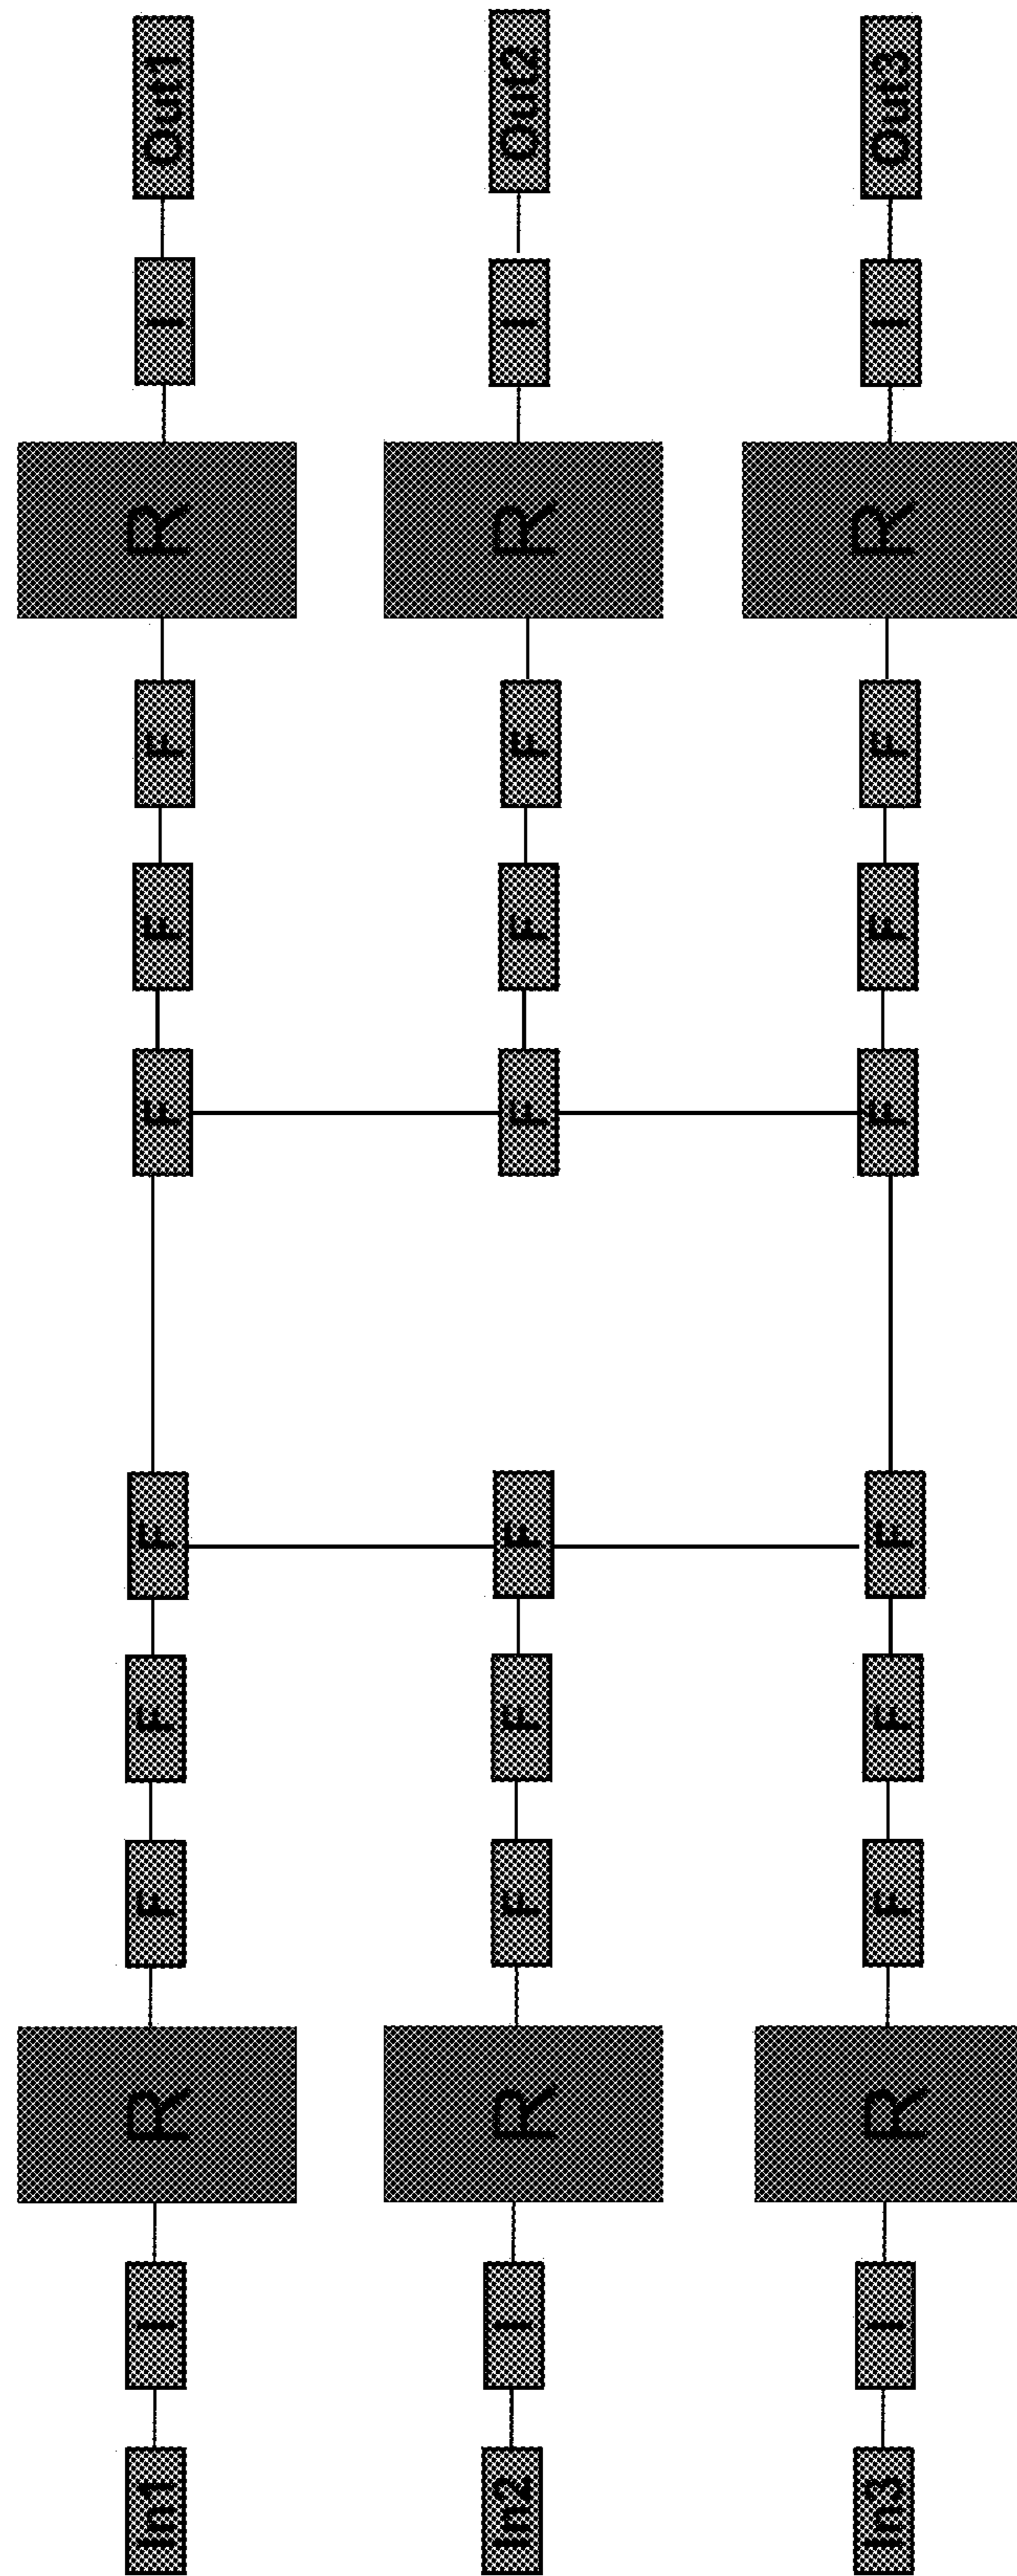 In1 I R F F F F F F R I Out1
In2 I R F F F F F F R I Out2
In3 I R F F F F F F R I Out3